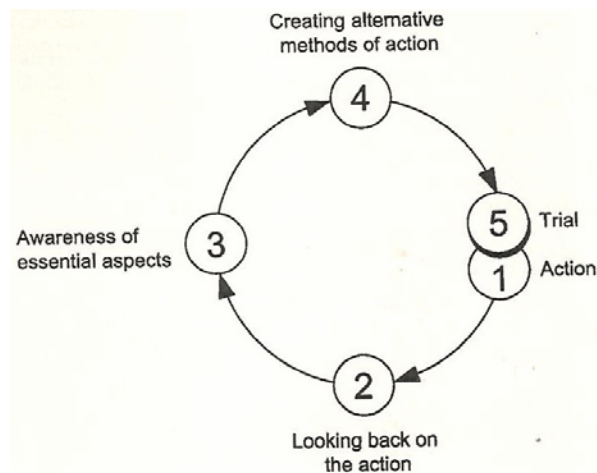 Creating alternative
methods of action
4
5
Trial
Awareness of
essential aspects
3
1
Action
2
Looking back on
the action